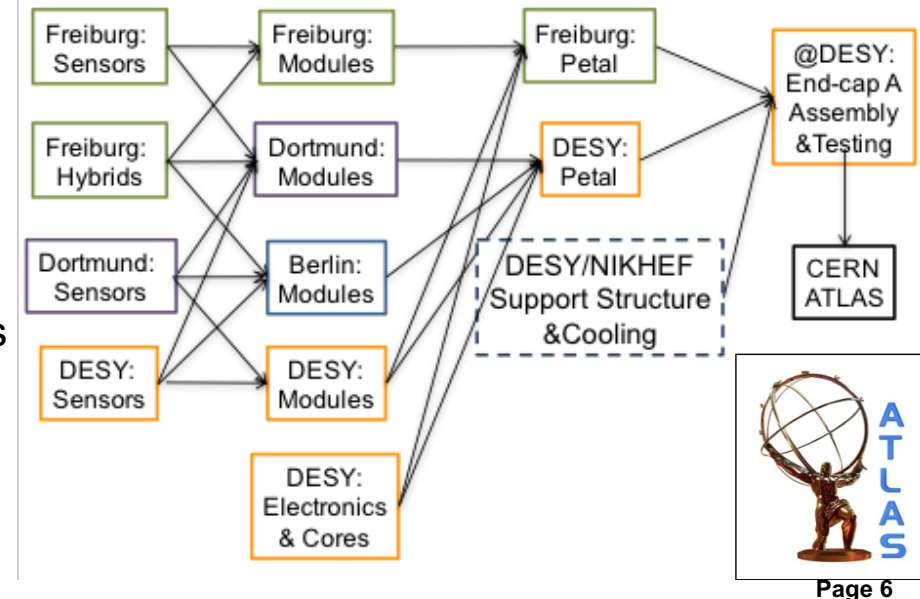 Freiburg:
Sensors
Freiburg:
Modules
Freiburg:
Petal
@DESY:
End-cap A
Assembly
&Testing
Freiburg:
Hybrids
Dortmund:
Modules
DESY:
Petal
Dortmund:
Sensors
Berlin:
Modules
DESY/NIKHEF
Support Structure
&Cooling
CERN
ATLAS
s
DESY:
Sensors
DESY:
Modules
DESY:
Electronics
& Cores
ATLAS
Page 6